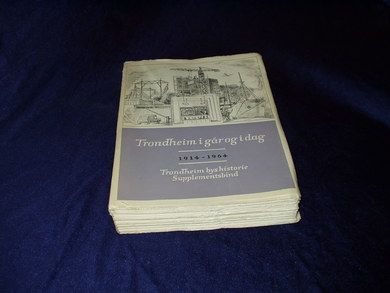 Trondheim i går og i dag
1914-1964
Trondheim bys historie
Supplementsbind